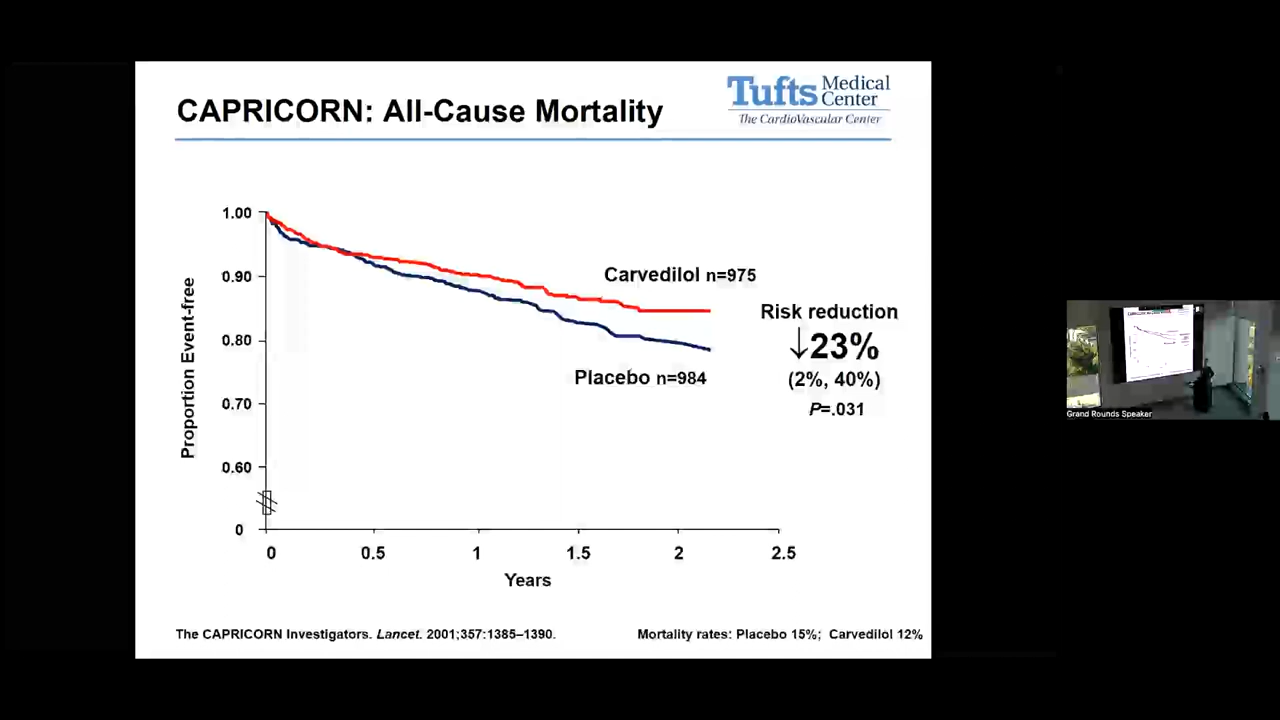 CAPRICORN: All-Cause Mortality
Tufts Medical Center
The CardioVascular Center
1.00
0.90
0.80
0.70
0.60
0
Proportion Event-free
Carvedilol n=975
Placebo n=984
Risk reduction
↓23%
(2%, 40%)
P=.031
0 0.5 1 1.5 2 2.5
Years
The CAPRICORN Investigators. Lancet. 2001;357:1385–1390.
Mortality rates: Placebo 15%; Carvedilol 12%
Grand Rounds Speaker